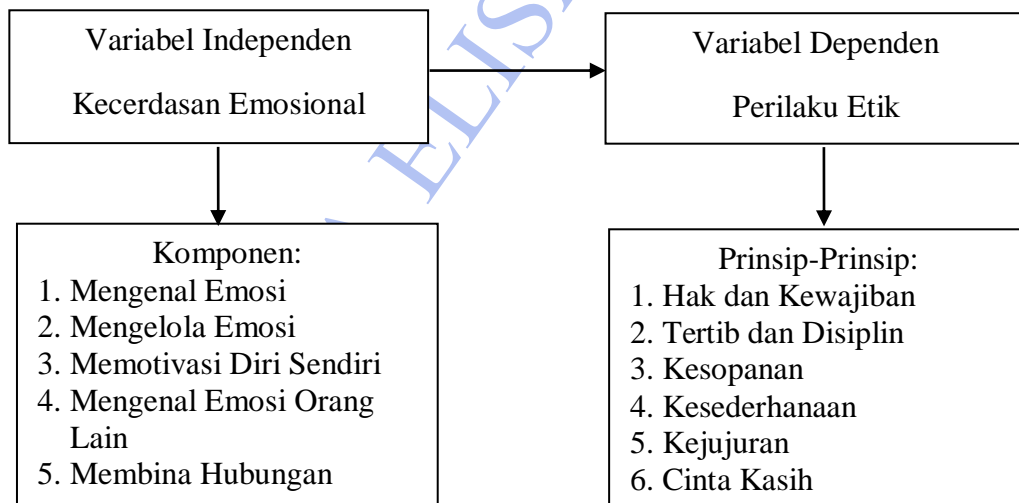 Variabel Independen
Kecerdasan Emosional
Variabel Dependen
Perilaku Etik
Komponen:
1. Mengenal Emosi
2. Mengelola Emosi
3. Memotivasi Diri Sendiri
4. Mengenal Emosi Orang
Lain
5. Membina Hubungan
Prinsip-Prinsip:
1. Hak dan Kewajiban
2. Tertib dan Disiplin
3. Kesopanan
4. Kesederhanaan
5. Kejujuran
6. Cinta Kasih
ELIS